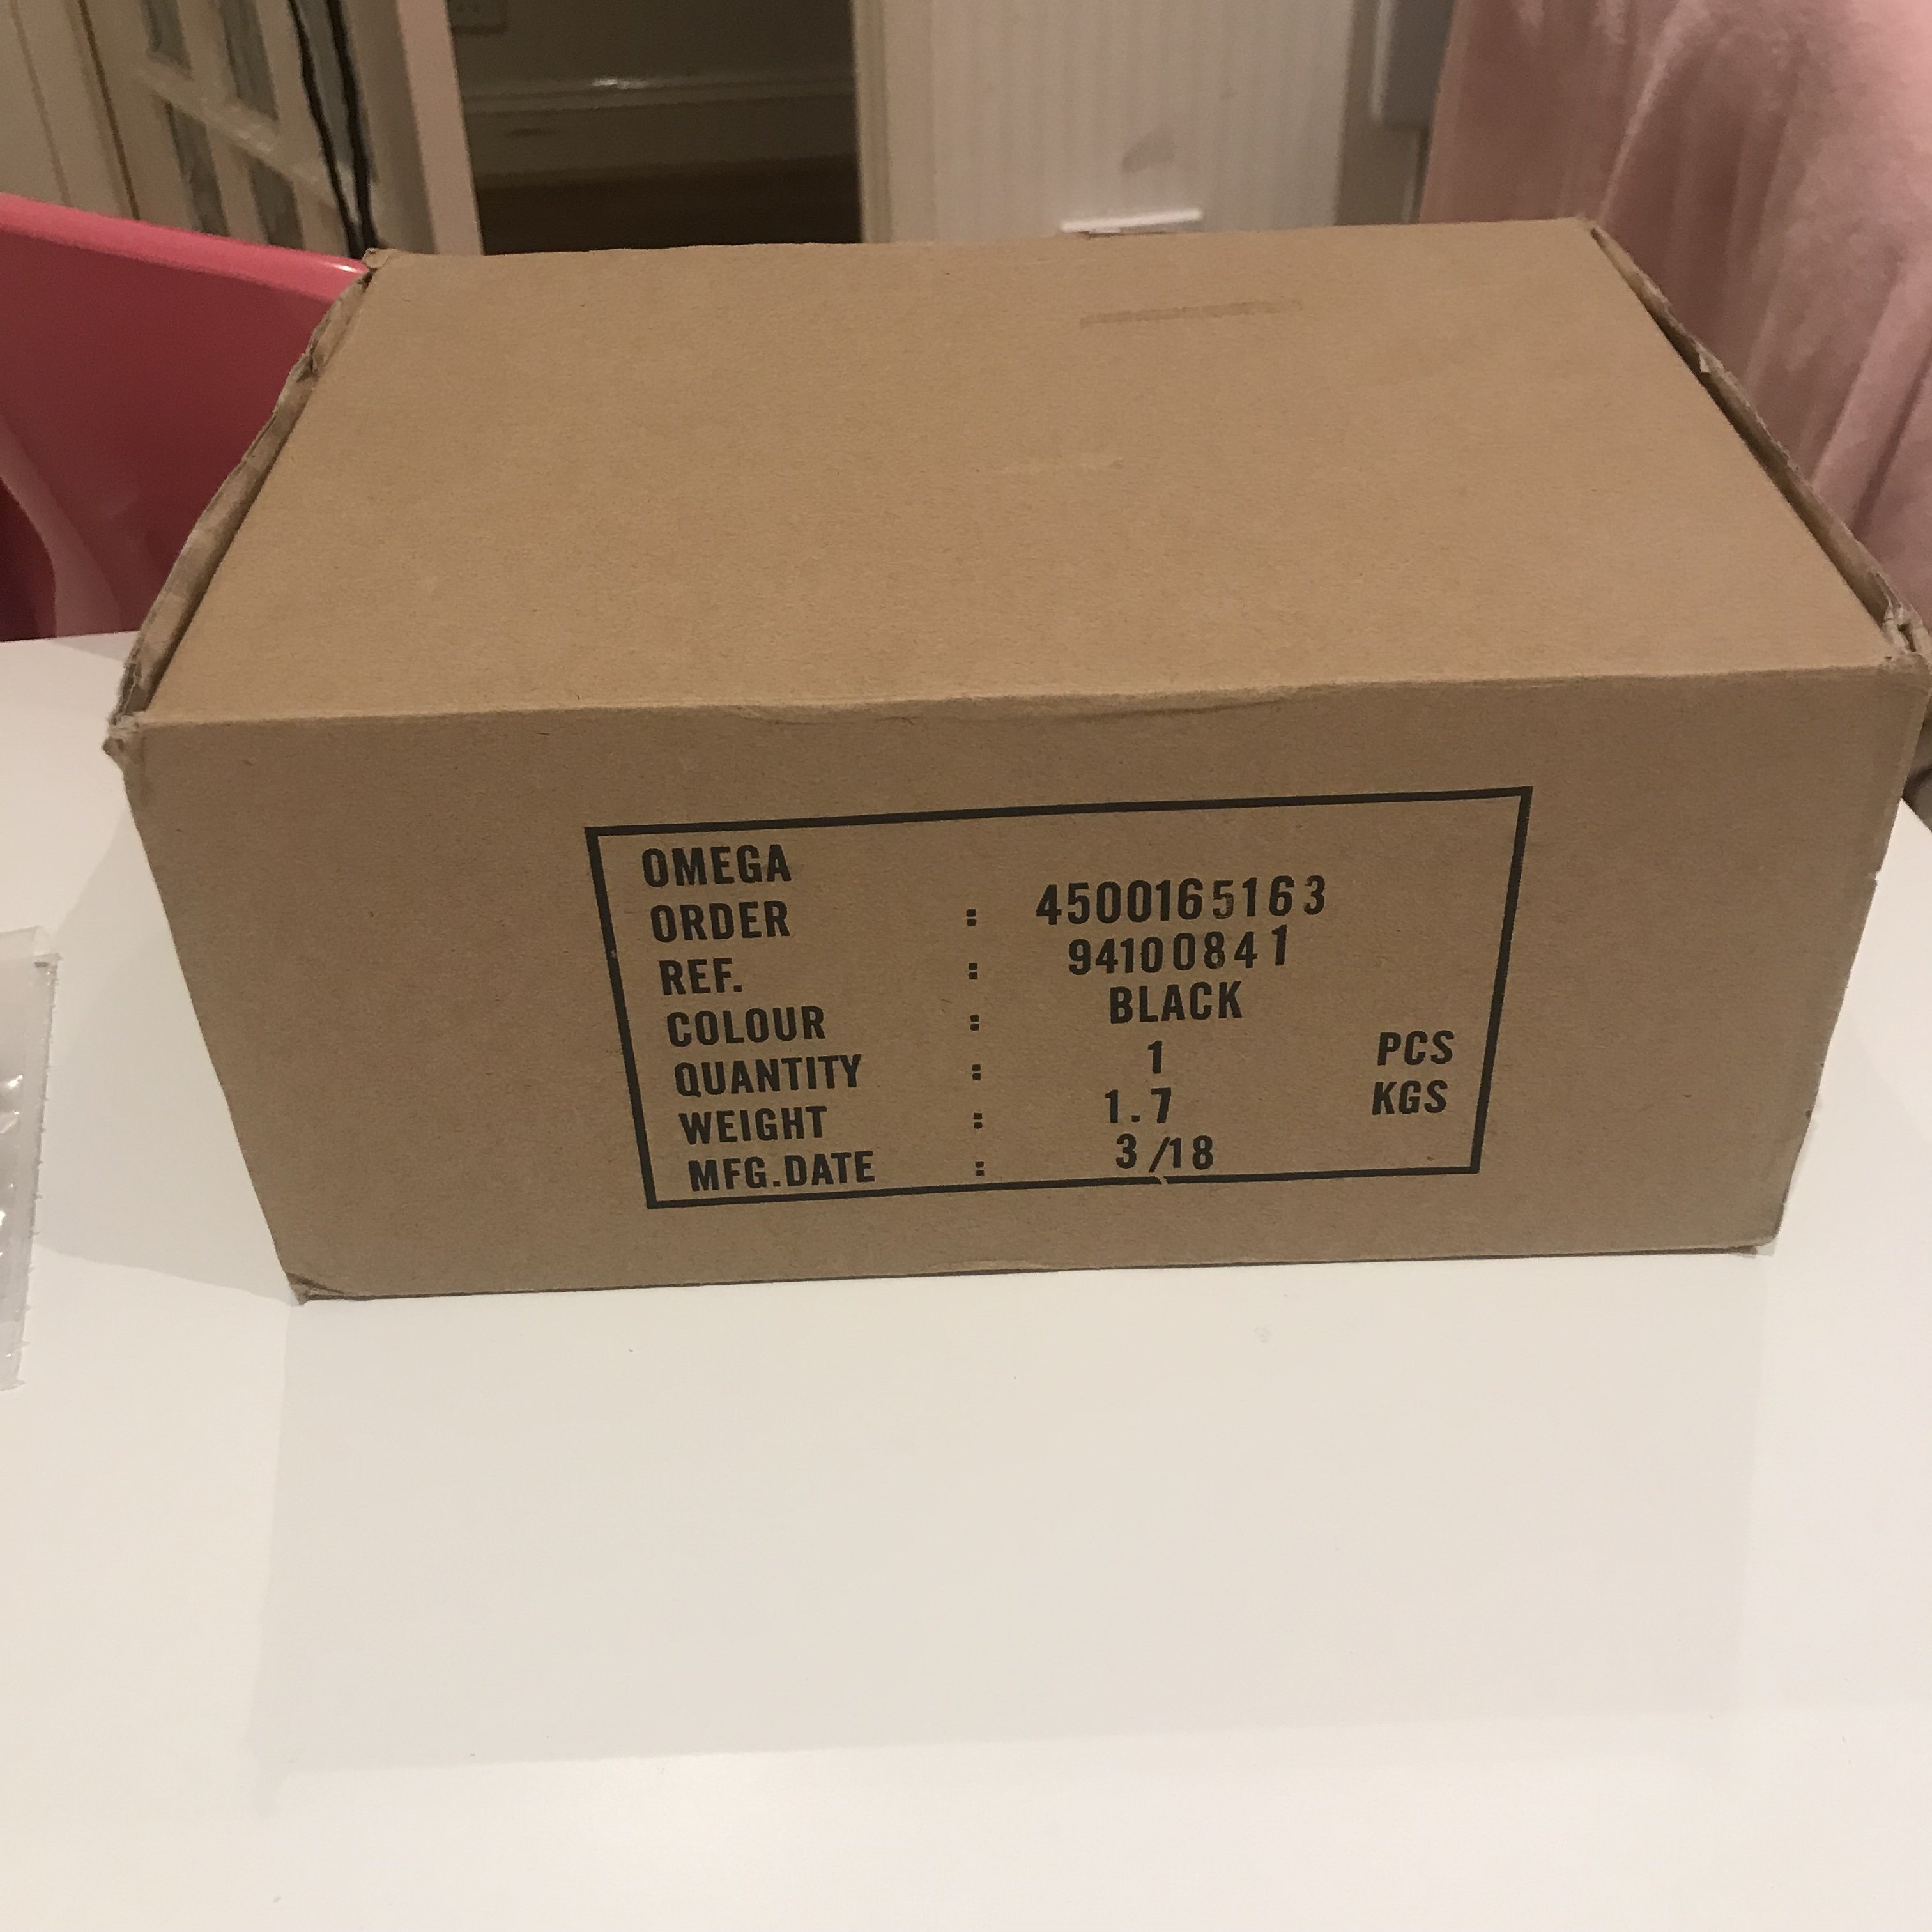 OMEGA
ORDER : 4500165163
REF. : 94100841
COLOUR : BLACK
QUANTITY : 1 PCS
WEIGHT : 1.7 KGS
MFG.DATE : 3/18